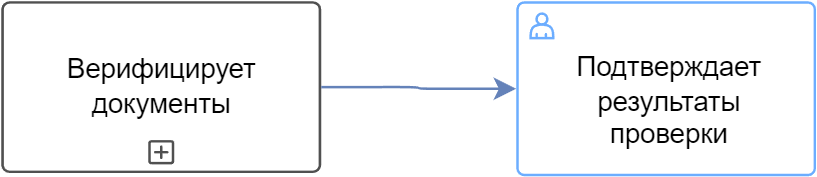 Верифицирует
документы
Подтверждает
результаты
проверки